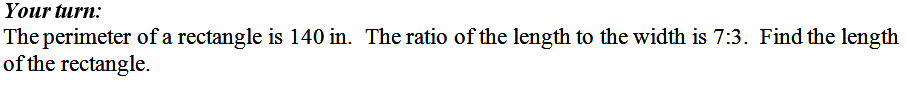 Your turn:
The perimeter of a rectangle is 140 in. The ratio of the length to the width is 7:3. Find the length
of the rectangle.